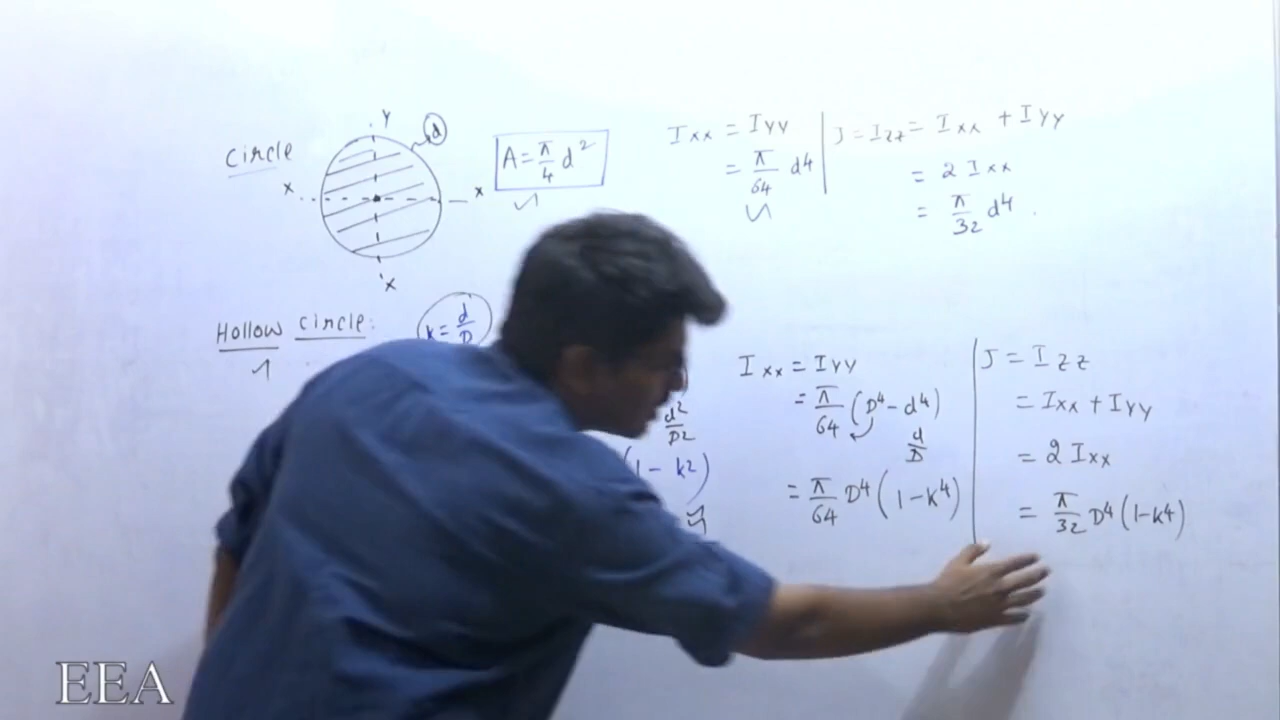 Circle
Y
d
X
X
X
A = π/4 d²
Ixx = Iyy
= π/64 d4
J = Izz = Ixx + Iyy
= 2 Ixx
= π/32 d4
Hollow circle:
k = d/D
d²/D2
(1 - k2)
Ixx = Iyy
= π/64 (D4 - d4)
d/D
= π/64 D4 (1-k4)
J = Izz
= Ixx + Iyy
= 2 Ixx
= π/32 D4 (1-k4)
EEA